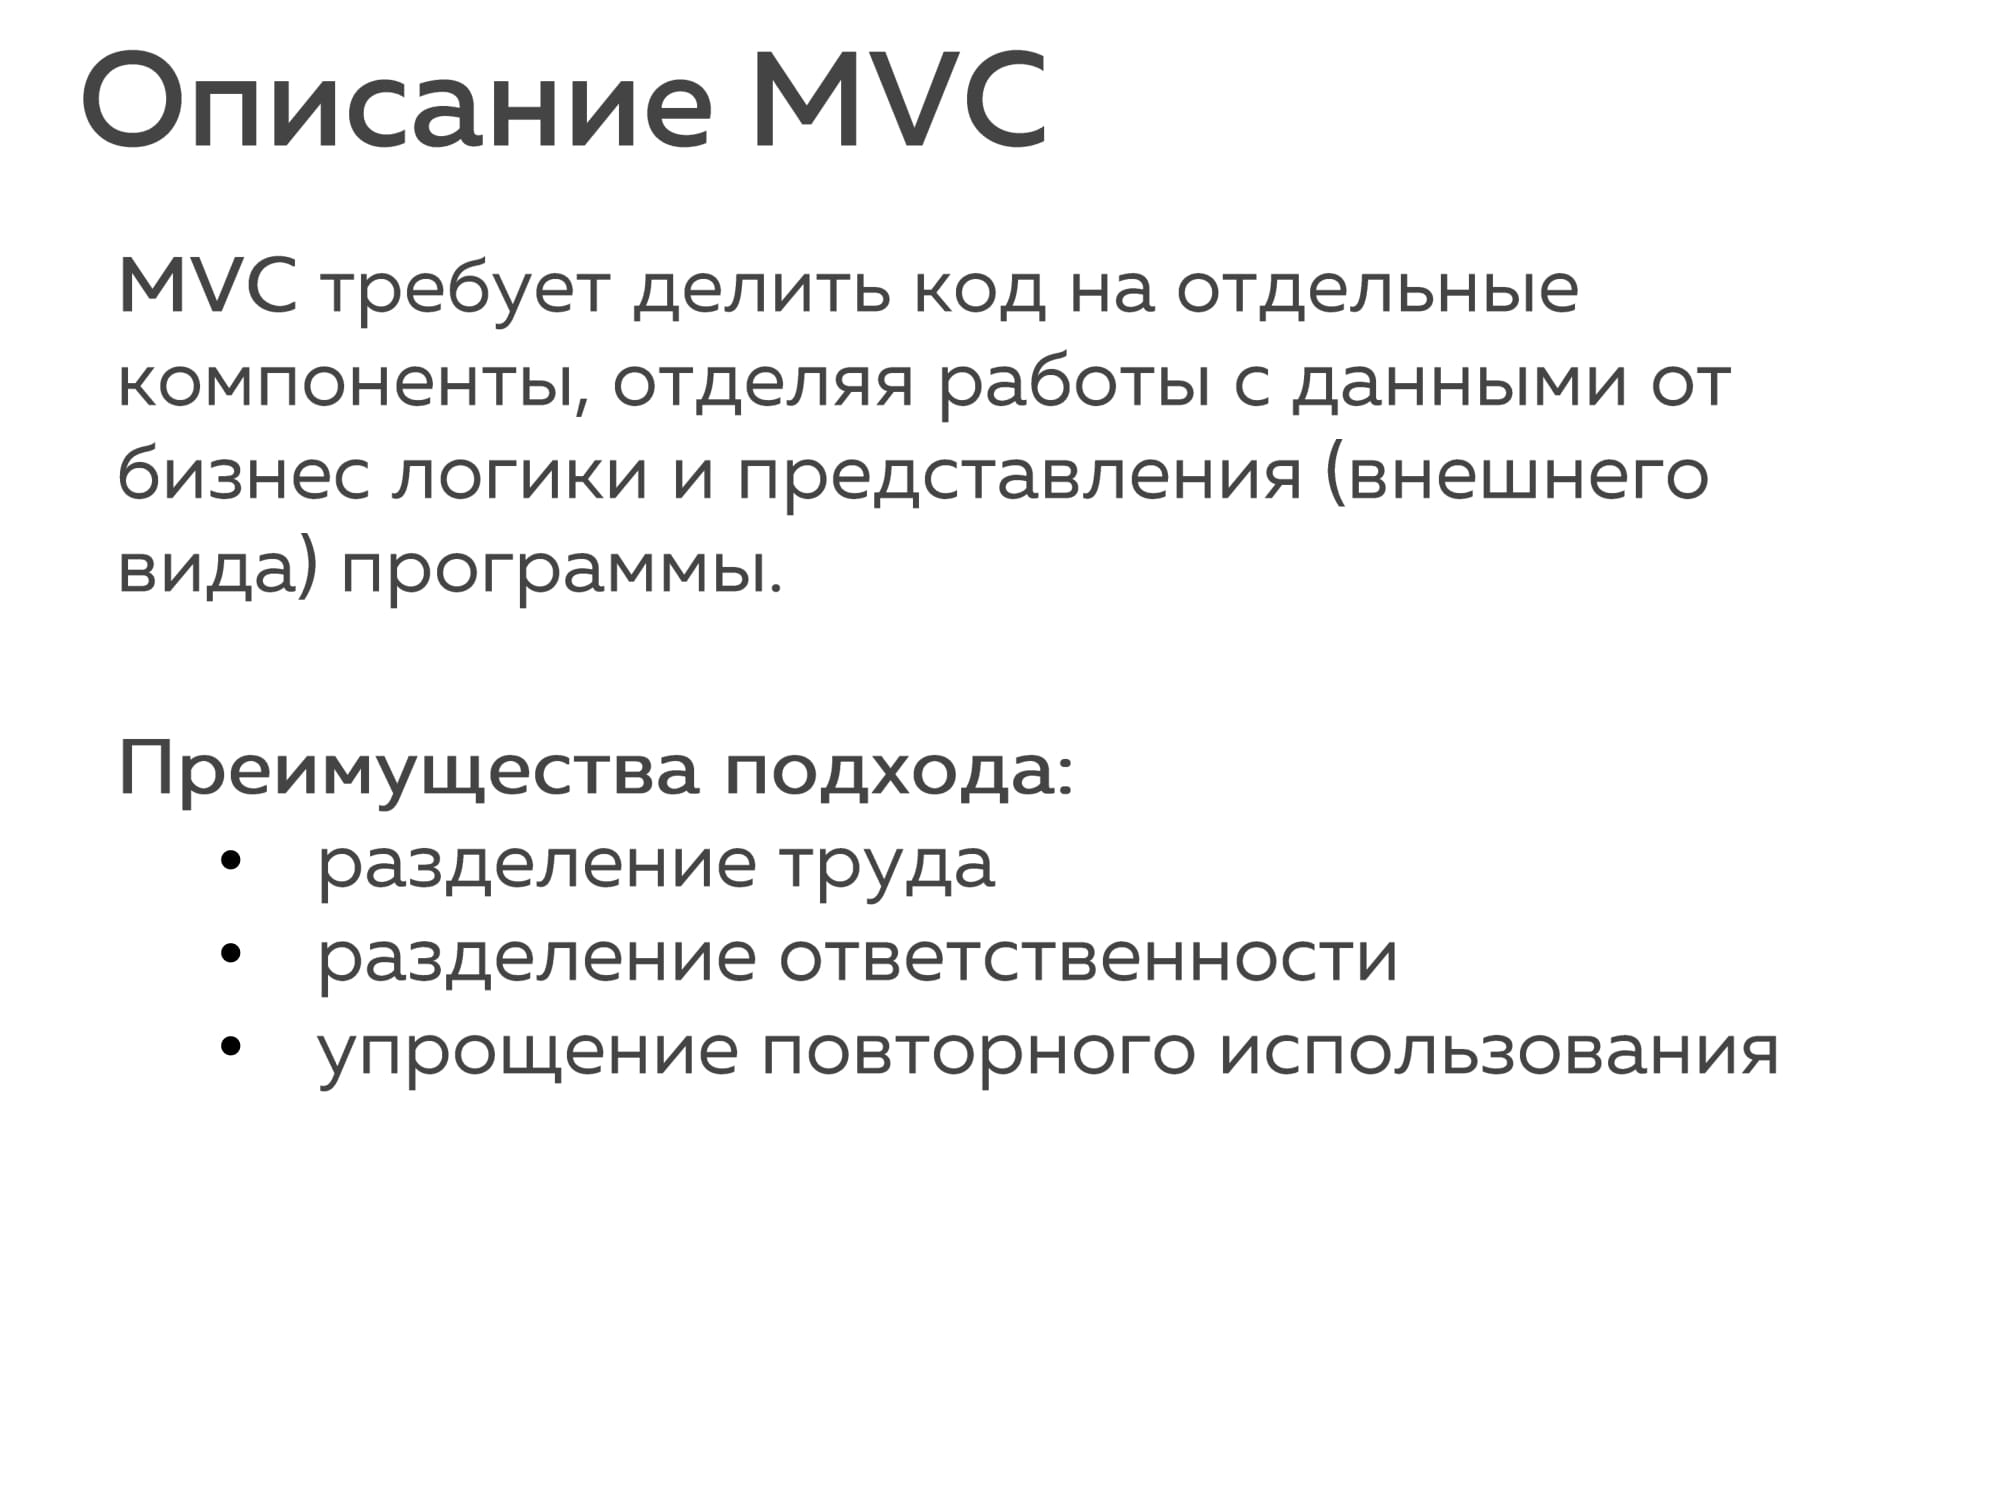 Описание MVC
MVC требует делить код на отдельные
компоненты, отделяя работы с данными от
бизнес логики и представления (внешнего
вида) программы.
Преимущества подхода:
• разделение труда
• разделение ответственности
• упрощение повторного использования